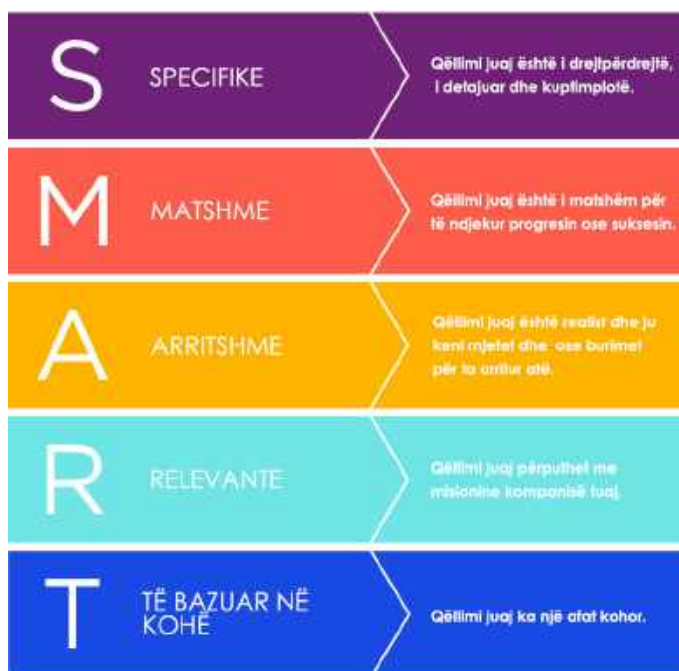 S
SPECIFIKE
Qëllimi juaj është i drejtpërdrejtë,
i detajuar dhe kuptimplotë.
M
MATSHME
Qëllimi juaj është i matshëm për
të ndjekur progresin ose suksesin.
A
ARRITSHME
Qëllimi juaj është realist dhe ju
keni mjetet dhe ose burimet
për ta arritur atë.
R
RELEVANTE
Qëllimi juaj përputhet me
misionine kompanisë tuaj.
T
TË BAZUAR NË
KOHË
Qëllimi juaj ka një afat kohor.